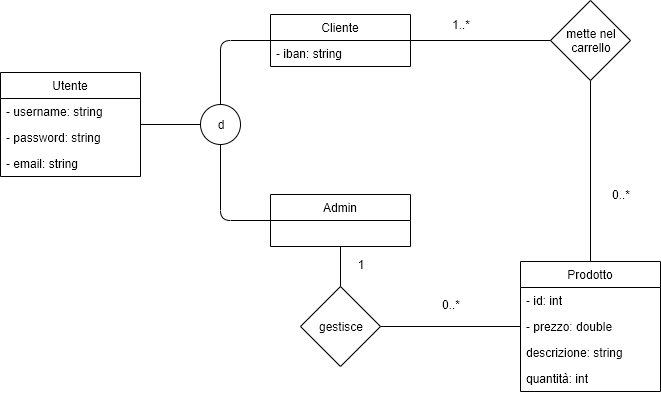 Cliente
- iban: string
1..*
mette nel
carrello
Utente
- username: string
- password: string
- email: string
d
Admin
0..*
1
Prodotto
- id: int
- prezzo: double
descrizione: string
quantità: int
gestisce
0..*